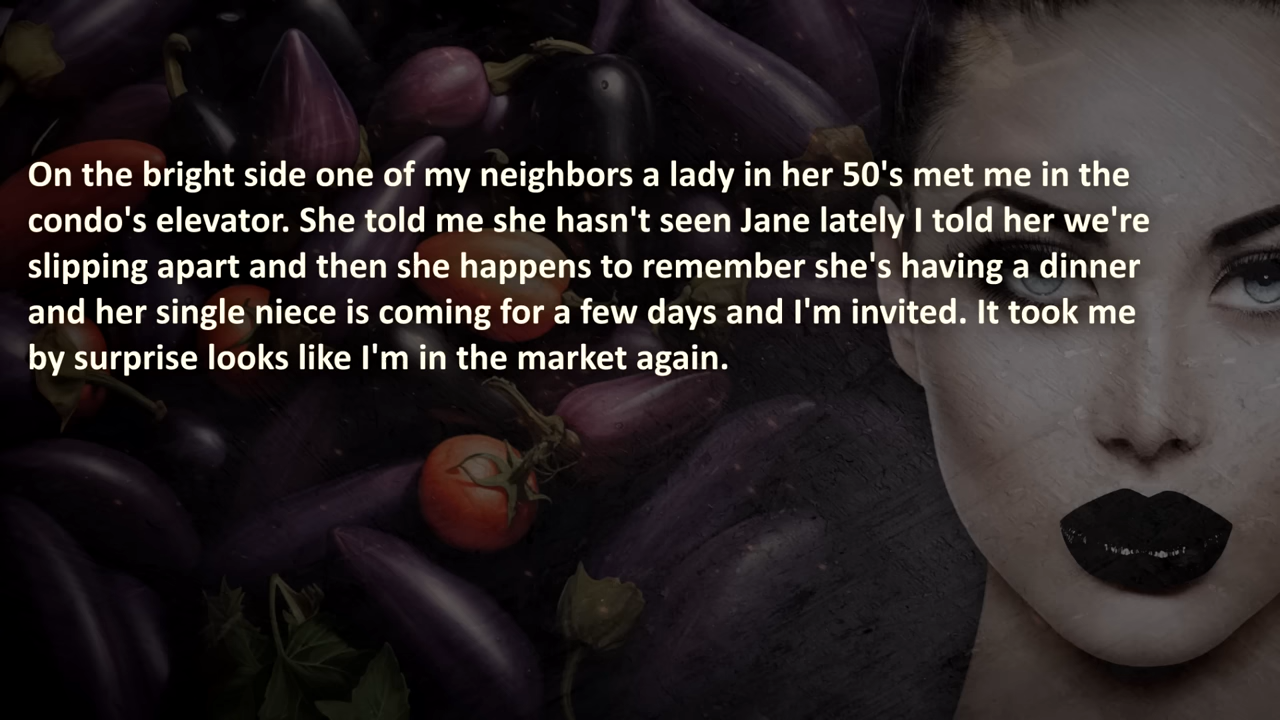 On the bright side one of my neighbors a lady in her 50's met me in the
condo's elevator. She told me she hasn't seen Jane lately I told her we're
slipping apart and then she happens to remember she's having a dinner
and her single niece is coming for a few days and I'm invited. It took me
by surprise looks like I'm in the market again.